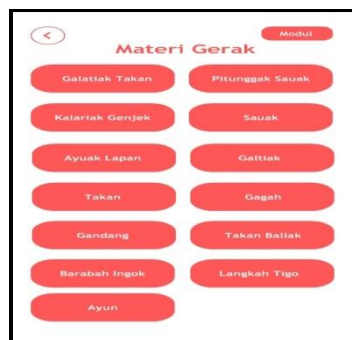 <
Modul
Materi Gerak
Galatiak Takan
Pitunggak Sauak
Kalariak Genjek
Sauak
Ayuak Lapan
Galtiak
Takan
Gagah
Gandang
Takan Baliak
Barabah Ingok
Langkah Tigo
Ayun